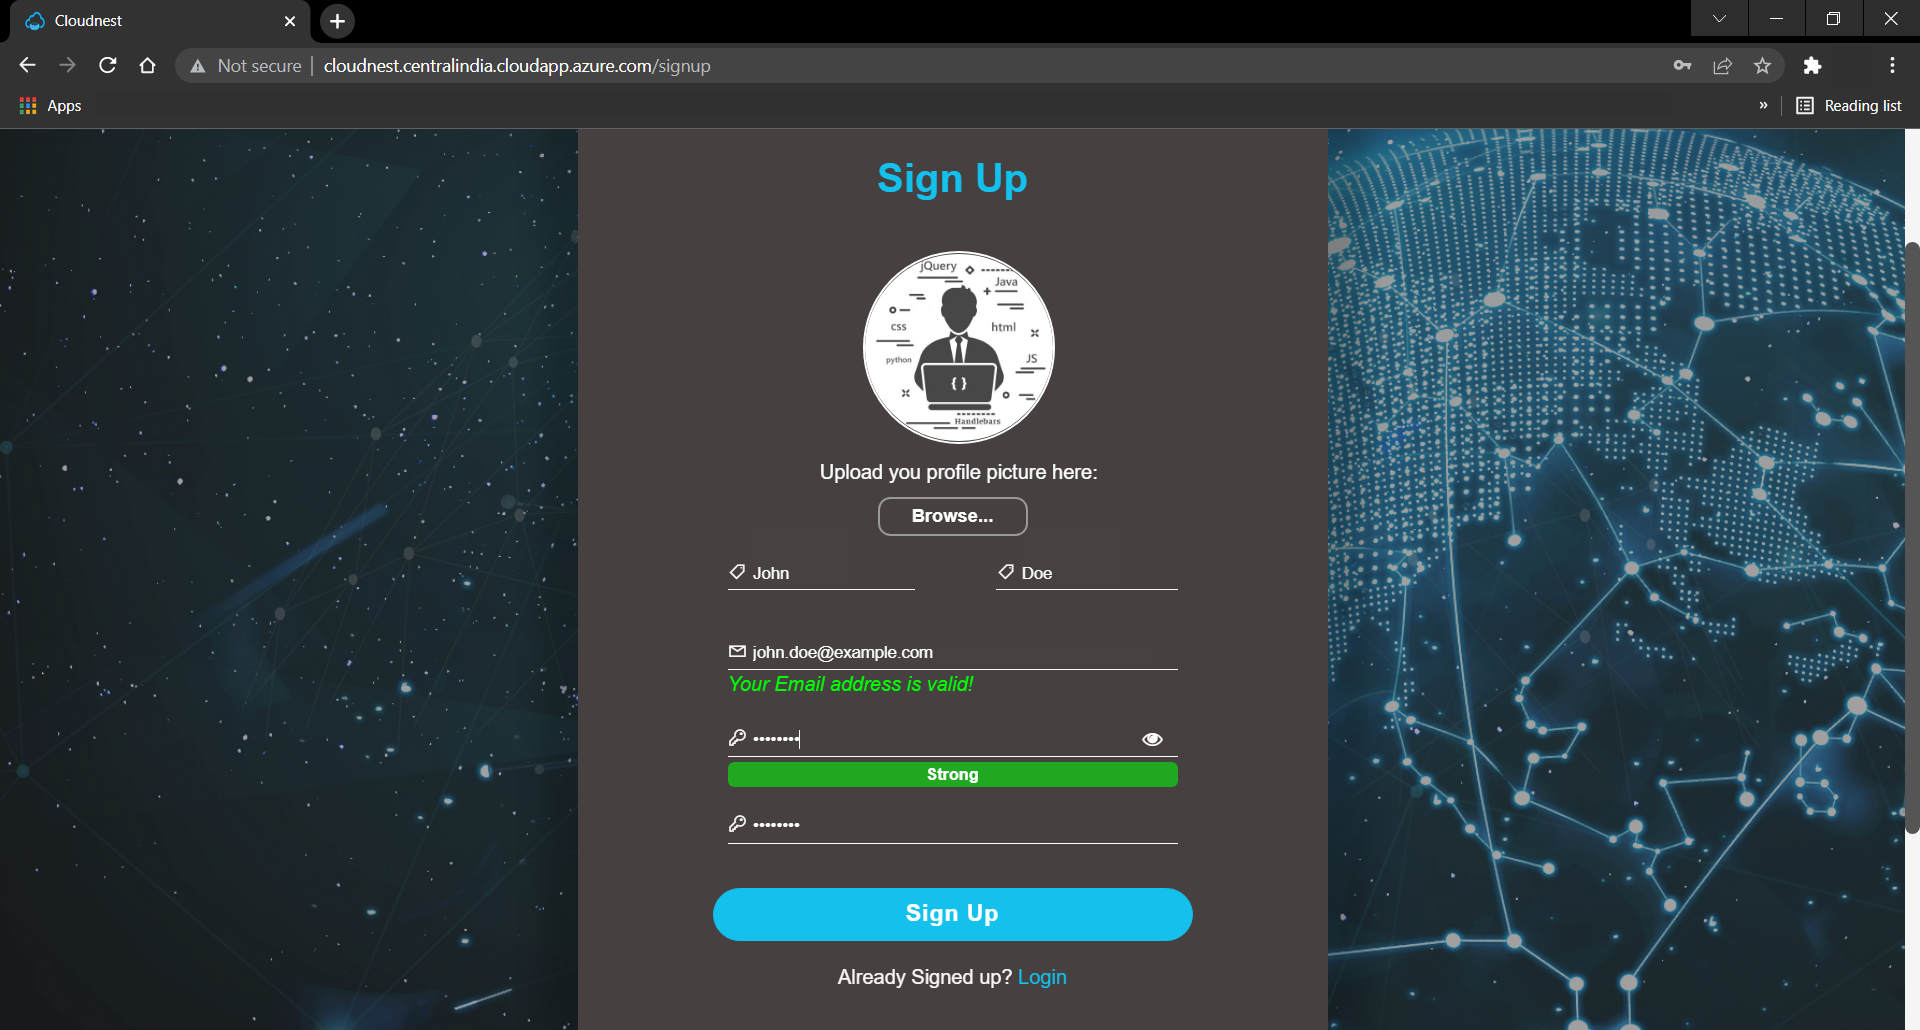 Cloudnest
Not secure
cloudnest.centralindia.cloudapp.azure.com/signup
Apps
» Reading list
Sign Up
jQuery
Java
css
html
python
JS
{ }
Handlebars
Upload you profile picture here:
Browse...
John Doe
john.doe@example.com
Your Email address is valid!
••••••••
Strong
••••••••
Sign Up
Already Signed up? Login